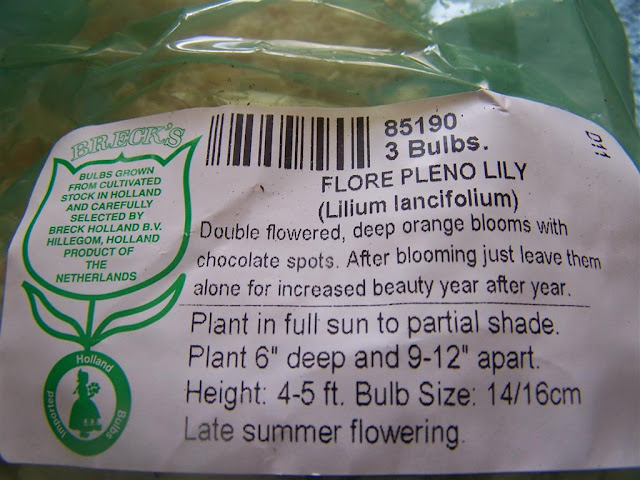 BRECK'S
BULBS GROWN
FROM CULTIVATED
STOCK IN HOLLAND
AND CAREFULLY
SELECTED BY
BRECK HOLLAND B.V.
HILLEGOM, HOLLAND
PRODUCT OF
THE
NETHERLANDS
Holland
Imported
Bulbs
85190
3 Bulbs.
FLORE PLENO LILY
(Lilium lancifolium)
Double flowered, deep orange blooms with
chocolate spots. After blooming just leave them
alone for increased beauty year after year.
Plant in full sun to partial shade.
Plant 6" deep and 9-12" apart.
Height: 4-5 ft. Bulb Size: 14/16cm
Late summer flowering.